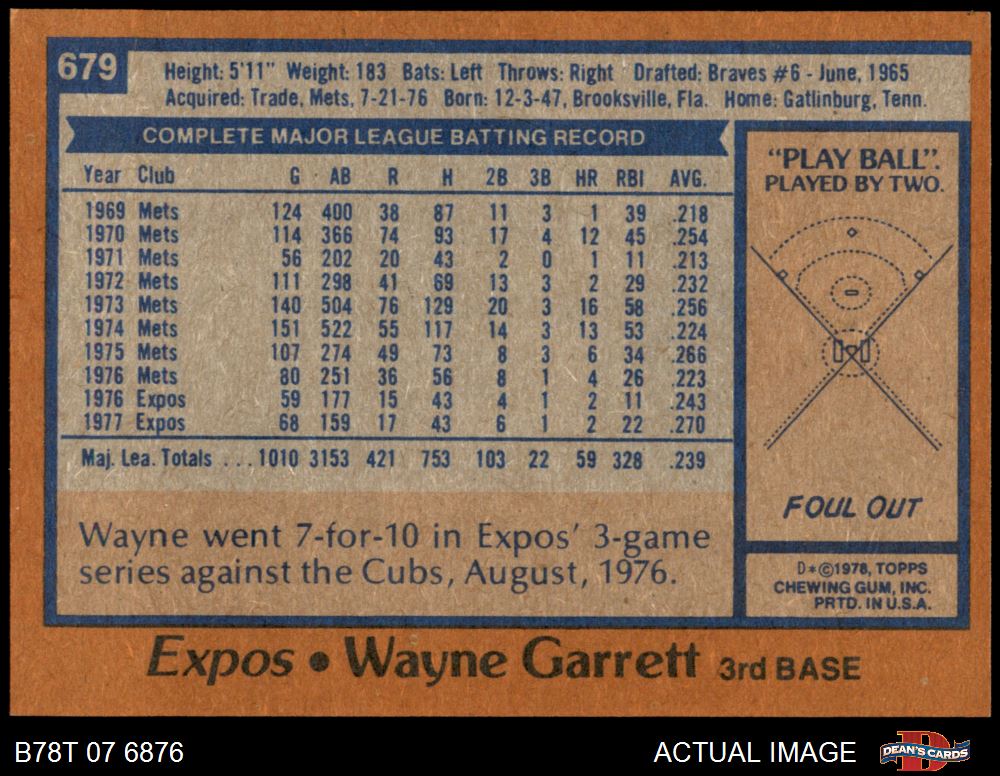 679
Height: 5'11" Weight: 183 Bats: Left Throws: Right Drafted: Braves #6 - June, 1965
Acquired: Trade, Mets, 7-21-76 Born: 12-3-47, Brooksville, Fla. Home: Gatlinburg, Tenn.
COMPLETE MAJOR LEAGUE BATTING RECORD
Year Club G AB R H 2B 3B HR RBI AVG.
1969 Mets 124 400 38 87 11 3 1 39 .218
1970 Mets 114 366 74 93 17 4 12 45 .254
1971 Mets 56 202 20 43 2 0 1 11 .213
1972 Mets 111 298 41 69 13 3 2 29 .232
1973 Mets 140 504 76 129 20 3 16 58 .256
1974 Mets 151 522 55 117 14 3 13 53 .224
1975 Mets 107 274 49 73 8 3 6 34 .266
1976 Mets 80 251 36 56 8 1 4 26 .223
1976 Expos 59 177 15 43 4 1 2 11 .243
1977 Expos 68 159 17 43 6 1 2 22 .270
Maj. Lea. Totals ... 1010 3153 421 753 103 22 59 328 .239
Wayne went 7-for-10 in Expos' 3-game
series against the Cubs, August, 1976.
"PLAY BALL".
PLAYED BY TWO.
FOUL OUT
D*©1978, TOPPS
CHEWING GUM, INC.
PRTD. IN U.S.A.
Expos • Wayne Garrett 3rd BASE
B78T 07 6876
ACTUAL IMAGE
D
DEAN'S CARDS